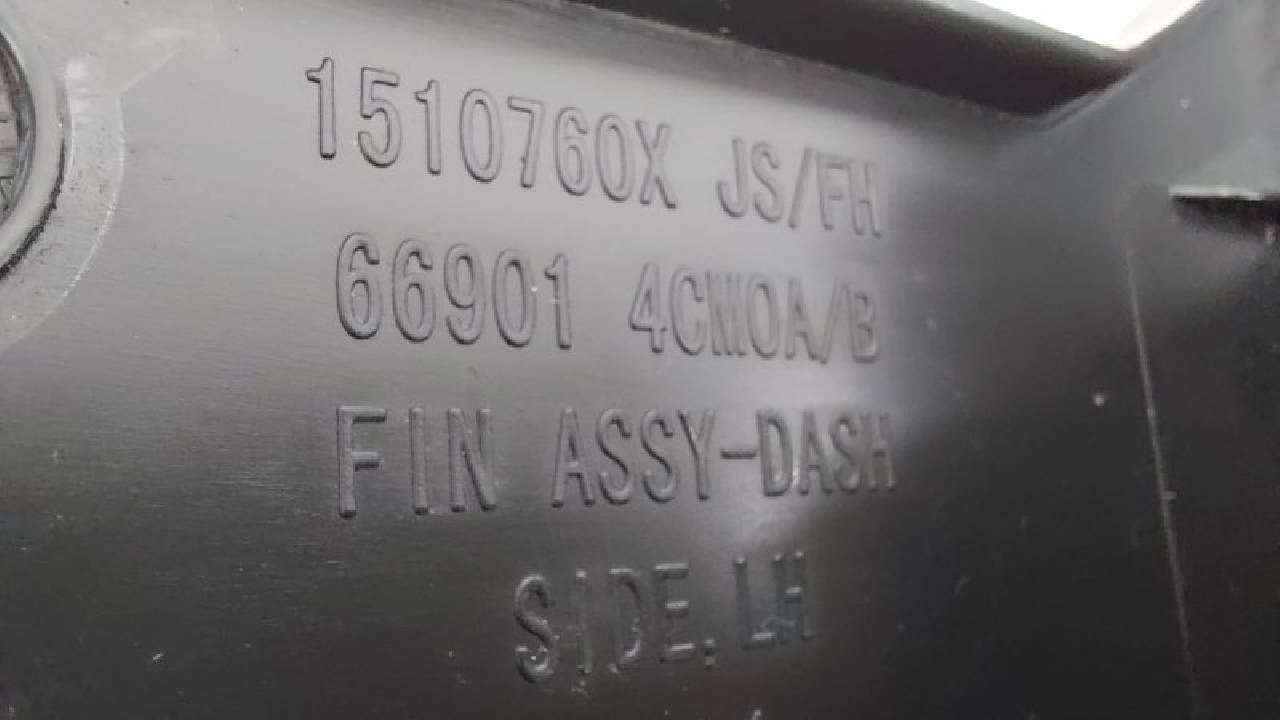 1510760X JS/FH
66901 4CM0A/B
FIN ASSY-DASH
SIDE,LH